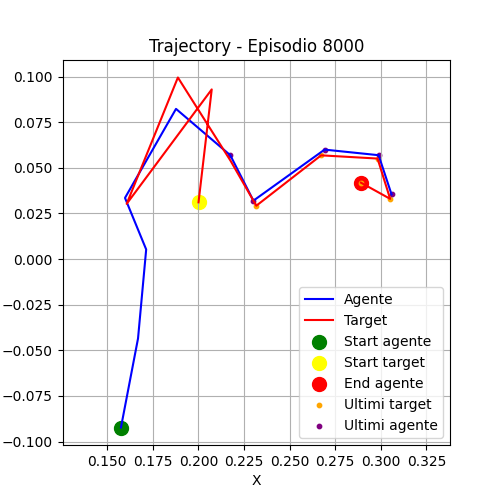 Trajectory - Episodio 8000
0.100
0.075
0.050
0.025
0.000
−0.025
−0.050
−0.075
−0.100
Agente
Target
Start agente
Start target
End agente
Ultimi target
Ultimi agente
0.150 0.175 0.200 0.225 0.250 0.275 0.300 0.325
X